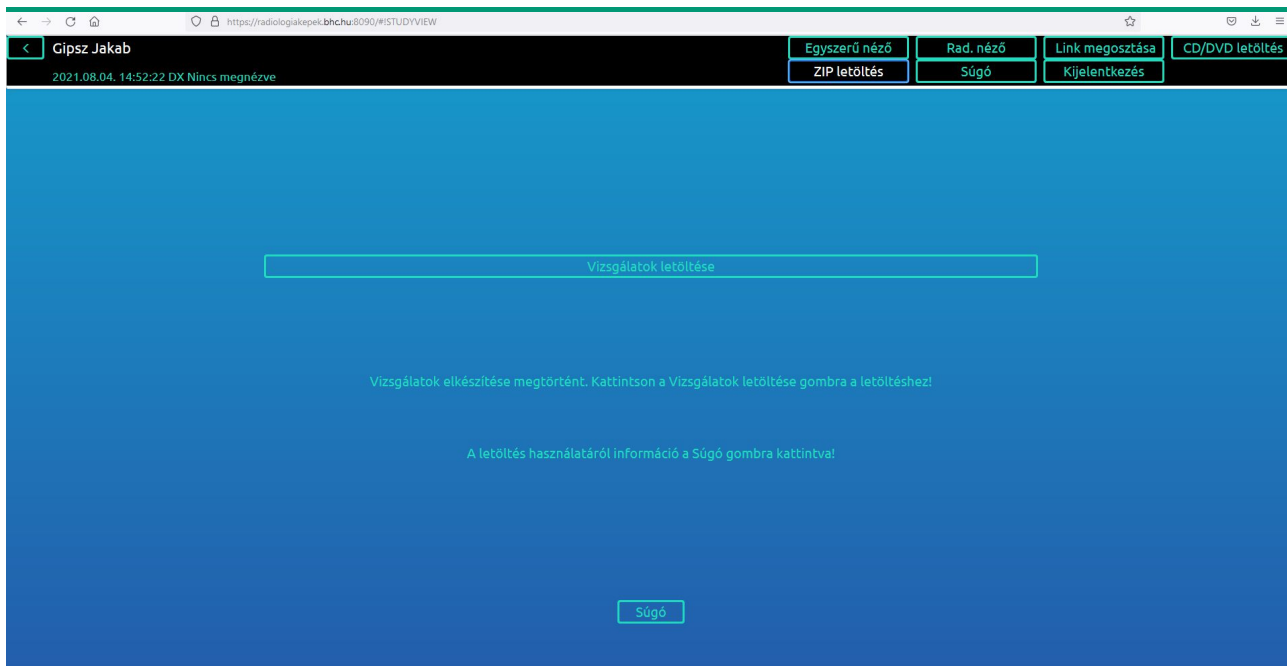 https://radiologiakepek.bhc.hu:8090/#!STUDYVIEW
< Gipsz Jakab
2021.08.04. 14:52:22 DX Nincs megnézve
Egyszerű néző Rad. néző Link megosztása CD/DVD letöltés
ZIP letöltés Súgó Kijelentkezés
Vizsgálatok letöltése
Vizsgálatok elkészítése megtörtént. Kattintson a Vizsgálatok letöltése gombra a letöltéshez!
A letöltés használatáról információ a Súgó gombra kattintva!
Súgó